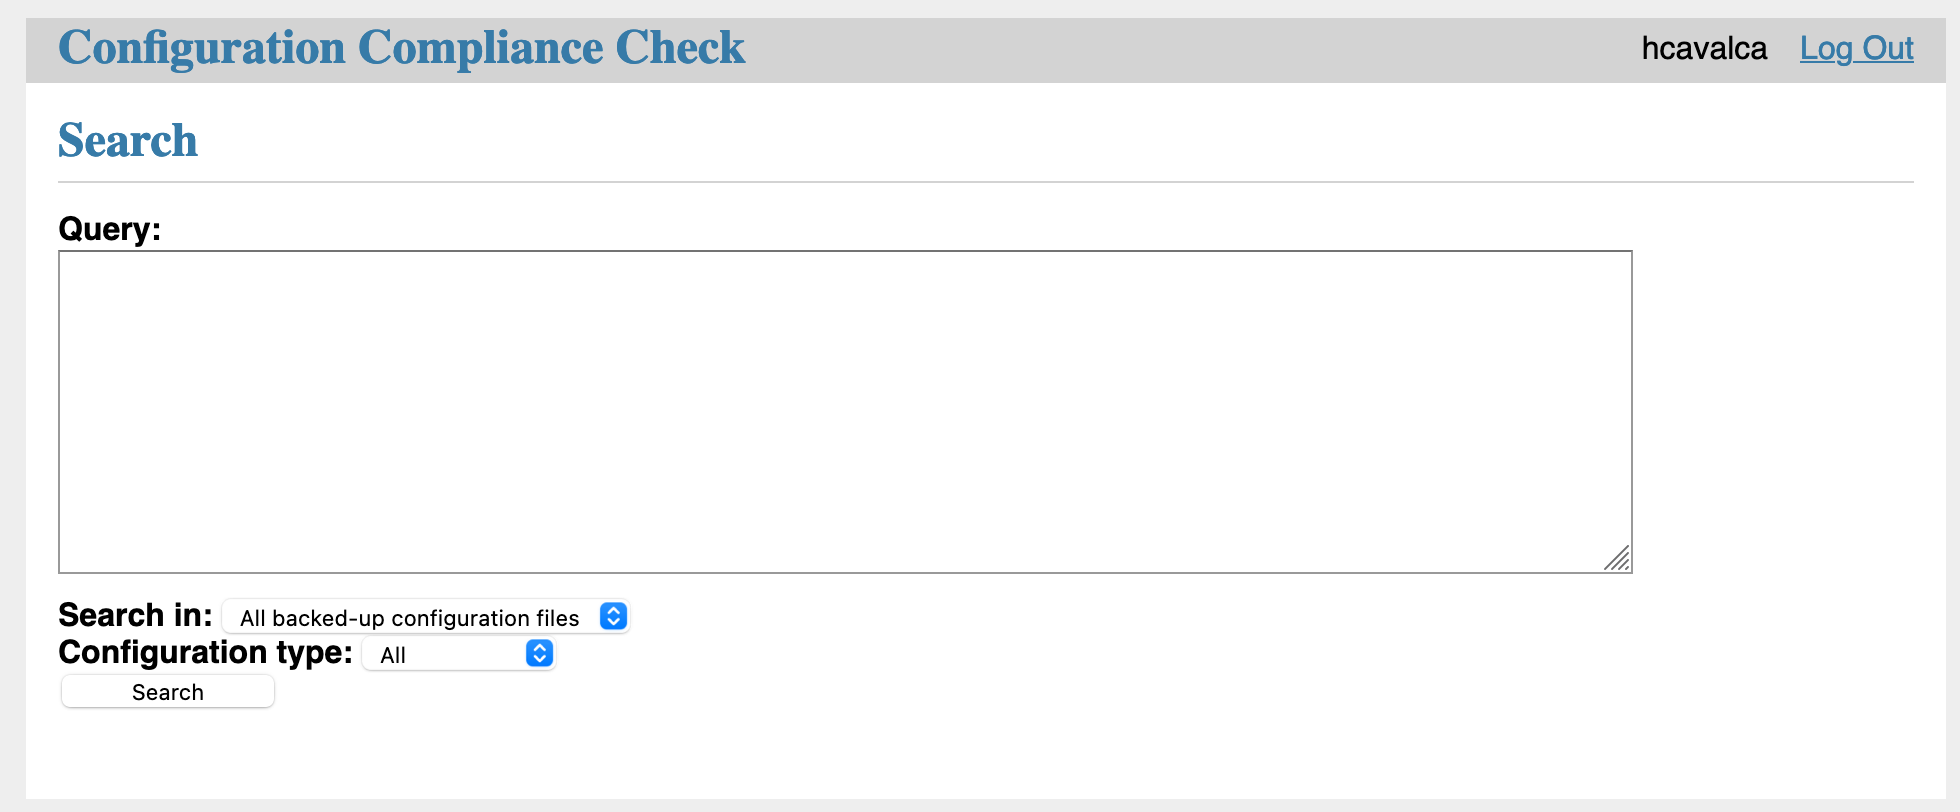 Configuration Compliance Check hcavalca Log Out
Search
Query:
Search in: All backed-up configuration files
Configuration type: All
Search